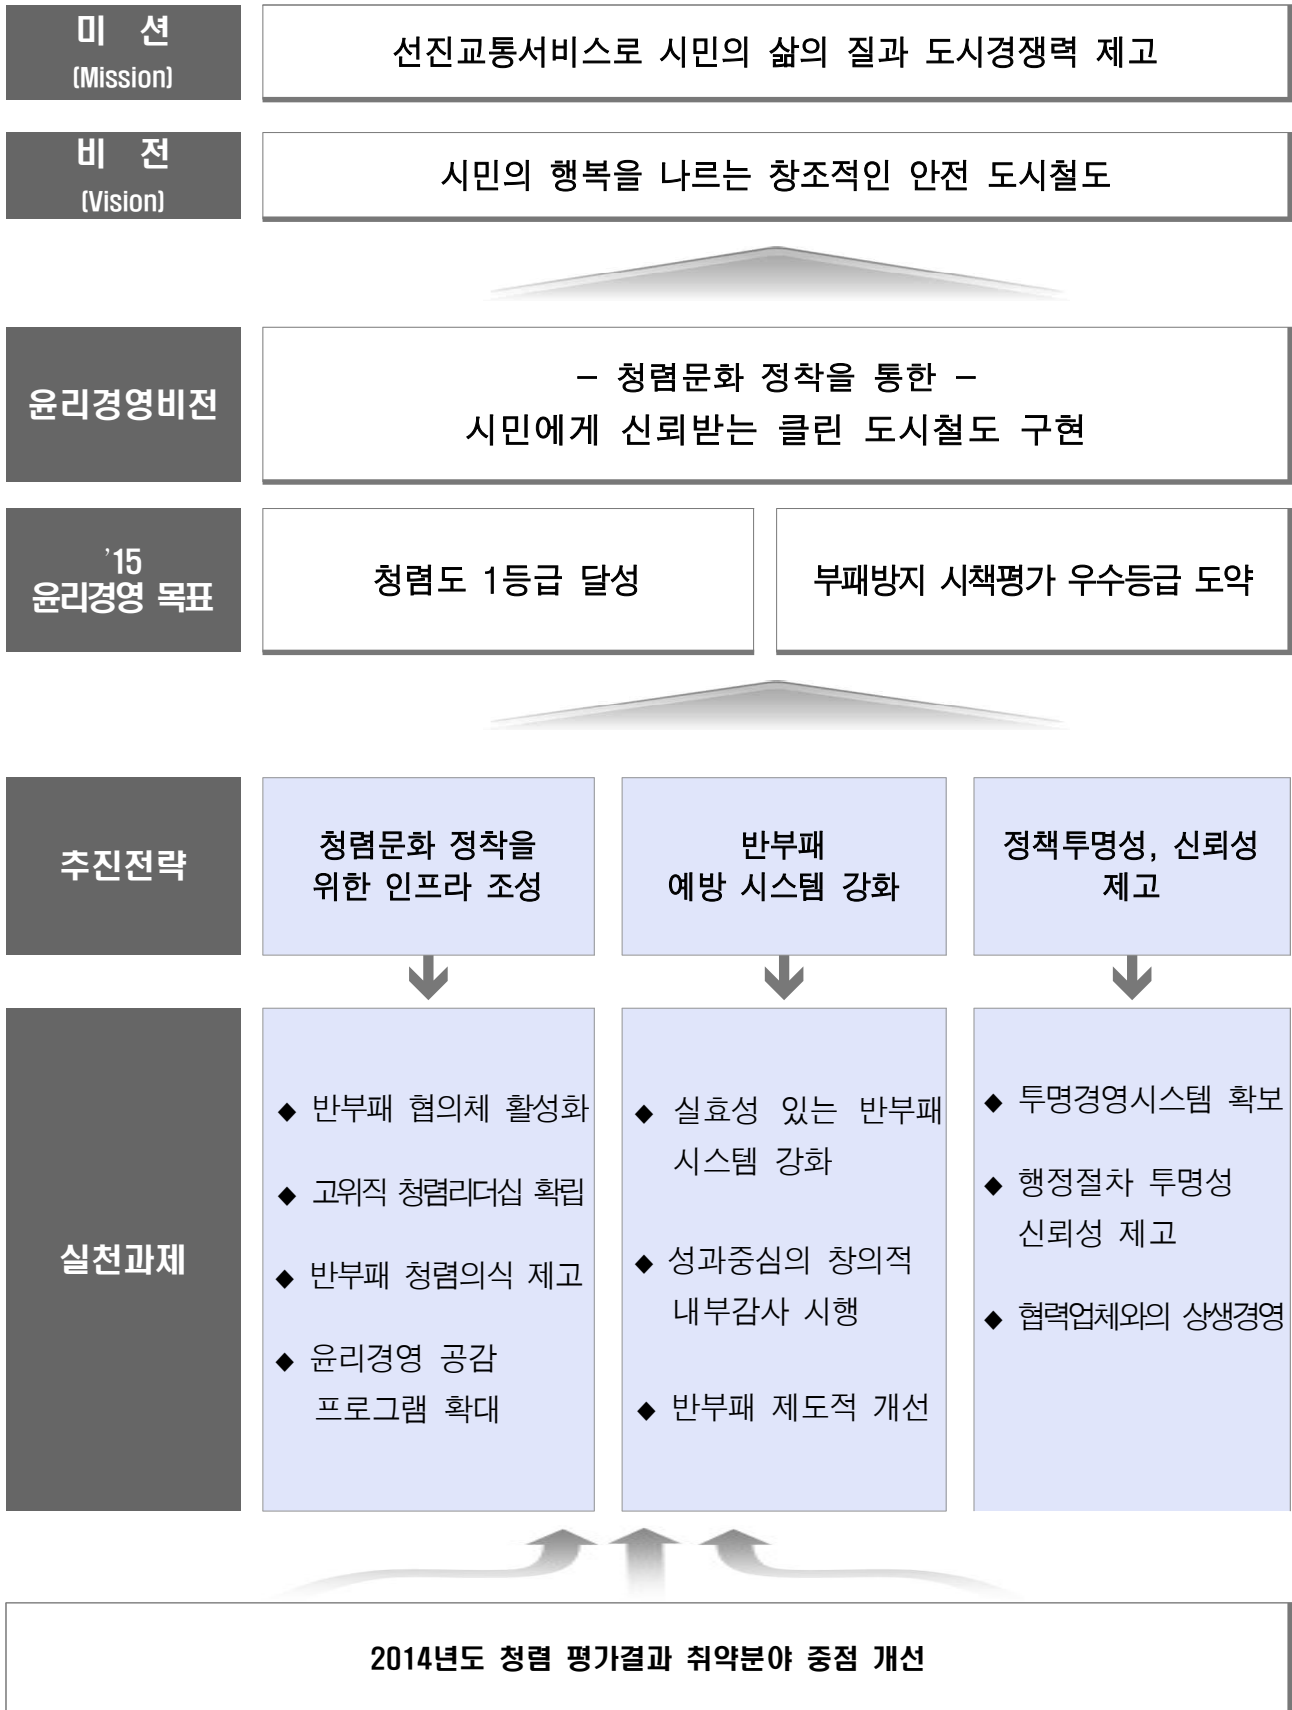 미 션
(Mission)
선진교통서비스로 시민의 삶의 질과 도시경쟁력 제고
비 전
(Vision)
시민의 행복을 나르는 창조적인 안전 도시철도
윤리경영비전
– 청렴문화 정착을 통한 –
시민에게 신뢰받는 클린 도시철도 구현
'15
윤리경영 목표
청렴도 1등급 달성
부패방지 시책평가 우수등급 도약
추진전략
청렴문화 정착을
위한 인프라 조성
반부패
예방 시스템 강화
정책투명성, 신뢰성
제고
실천과제
◆ 반부패 협의체 활성화
◆ 고위직 청렴리더십 확립
◆ 반부패 청렴의식 제고
◆ 윤리경영 공감
프로그램 확대
◆ 실효성 있는 반부패
시스템 강화
◆ 성과중심의 창의적
내부감사 시행
◆ 반부패 제도적 개선
◆ 투명경영시스템 확보
◆ 행정절차 투명성
신뢰성 제고
◆ 협력업체와의 상생경영
2014년도 청렴 평가결과 취약분야 중점 개선